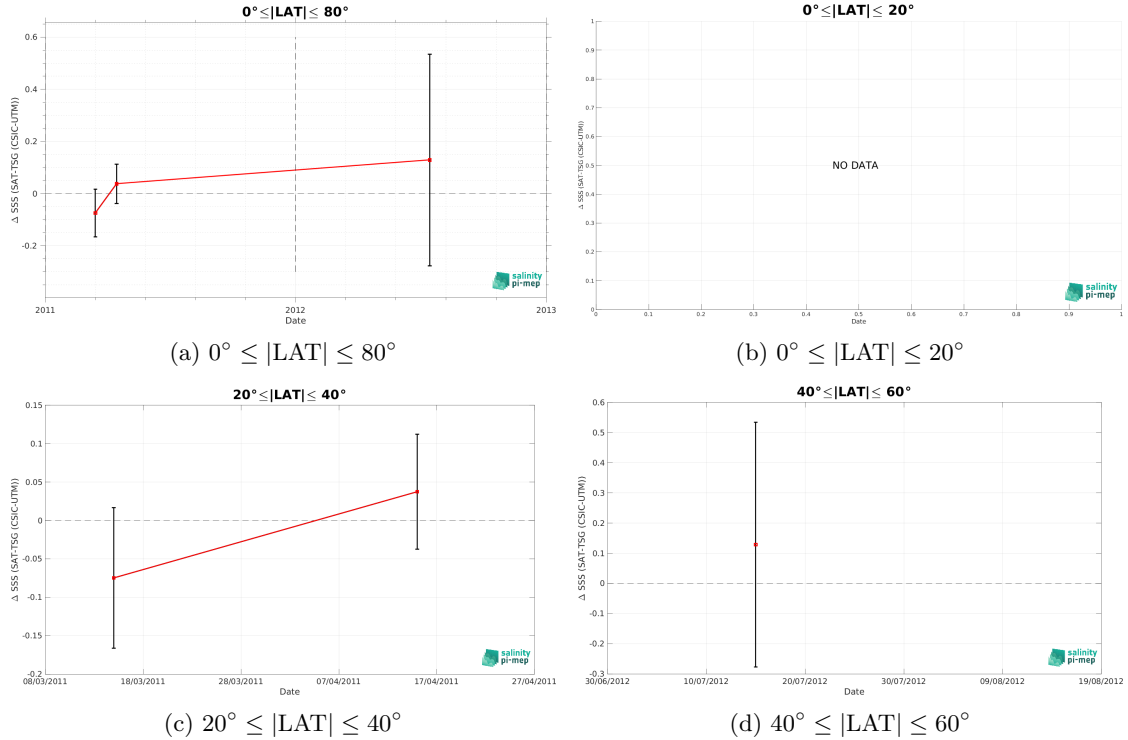 0°≤|LAT|≤ 80°
Δ SSS (SAT-TSG (CSIC-UTM))
0.6
0.4
0.2
0
-0.2
2011
2012
2013
Date
salinity
pi-mep
(a) 0° ≤ |LAT| ≤ 80°
0°≤|LAT|≤ 20°
Δ SSS (SAT-TSG (CSIC-UTM))
1
0.9
0.8
0.7
0.6
0.5
0.4
0.3
0.2
0.1
0
NO DATA
0
0.1
0.2
0.3
0.4
0.5
0.6
0.7
0.8
0.9
1
Date
salinity
pi-mep
(b) 0° ≤ |LAT| ≤ 20°
20°≤|LAT|≤ 40°
Δ SSS (SAT-TSG (CSIC-UTM))
0.15
0.1
0.05
0
-0.05
-0.1
-0.15
-0.2
08/03/2011
18/03/2011
28/03/2011
07/04/2011
17/04/2011
27/04/2011
Date
salinity
pi-mep
(c) 20° ≤ |LAT| ≤ 40°
40°≤|LAT|≤ 60°
Δ SSS (SAT-TSG (CSIC-UTM))
0.6
0.5
0.4
0.3
0.2
0.1
0
-0.1
-0.2
-0.3
30/06/2012
10/07/2012
20/07/2012
30/07/2012
09/08/2012
19/08/2012
Date
salinity
pi-mep
(d) 40° ≤ |LAT| ≤ 60°